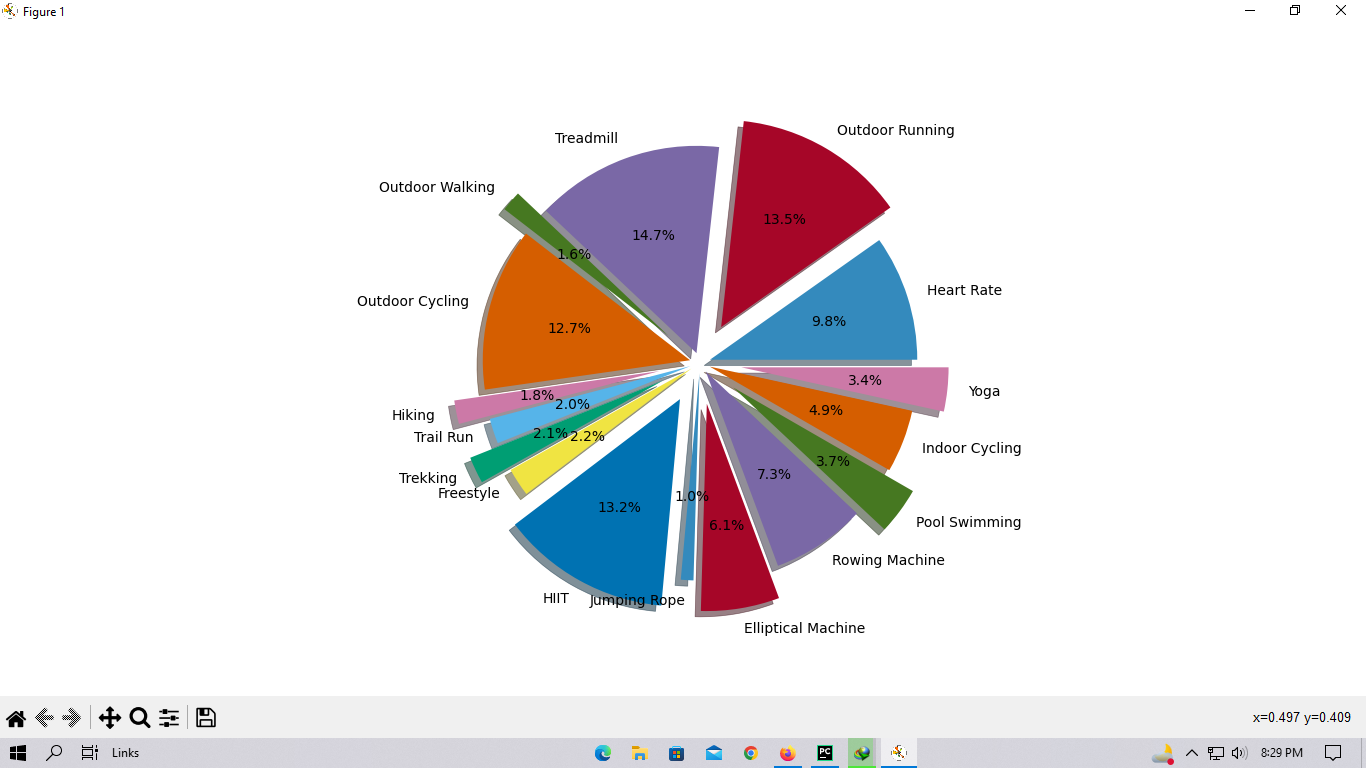 Figure 1
Outdoor Running
Treadmill
Outdoor Walking
13.5%
14.7%
1.6%
Heart Rate
Outdoor Cycling
9.8%
12.7%
3.4%
Yoga
1.8%
2.0%
4.9%
Hiking
Trail Run
2.1%
2.2%
Indoor Cycling
3.7%
7.3%
Trekking
Freestyle
1.0%
13.2%
6.1%
Pool Swimming
Rowing Machine
HIIT
Jumping Rope
Elliptical Machine
x=0.497 y=0.409
Links
PC
8:29 PM